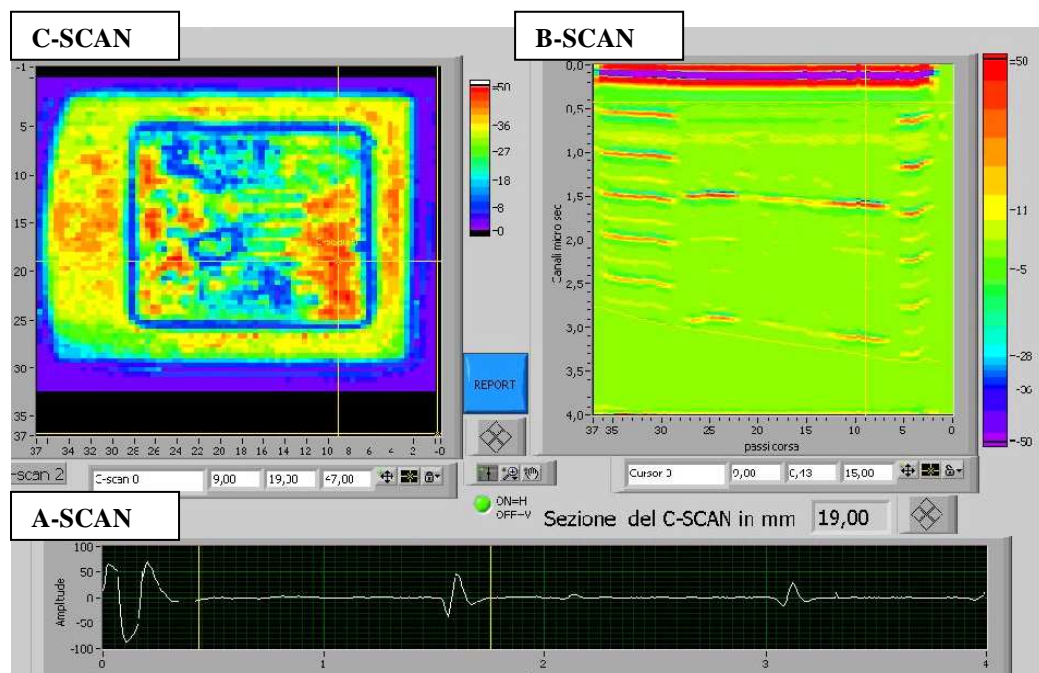 C-SCAN
B-SCAN
-1
5
10
15
20
25
30
35
37
37 34 32 30 28 26 24 22 20 18 16 14 12 10 8 6 4 2 -0
=50
-36
-27
-18
-8
-0
0,0
0,5
1,0
1,5
2,0
2,5
3,0
3,5
4,0
Canali micro sec
37 35 30 25 20 15 10 5 0
passi corsa
=50
-11
-5
-28
-36
-50
REPORT
-scan 2
C-scan 0
9,00
19,00
47,00
Cursor 0
9,00
0,43
15,00
ON=H
OFF=V
Sezione del C-SCAN in mm 19,00
A-SCAN
100
50
0
-50
-100
Amplitude
0 1 2 3 4